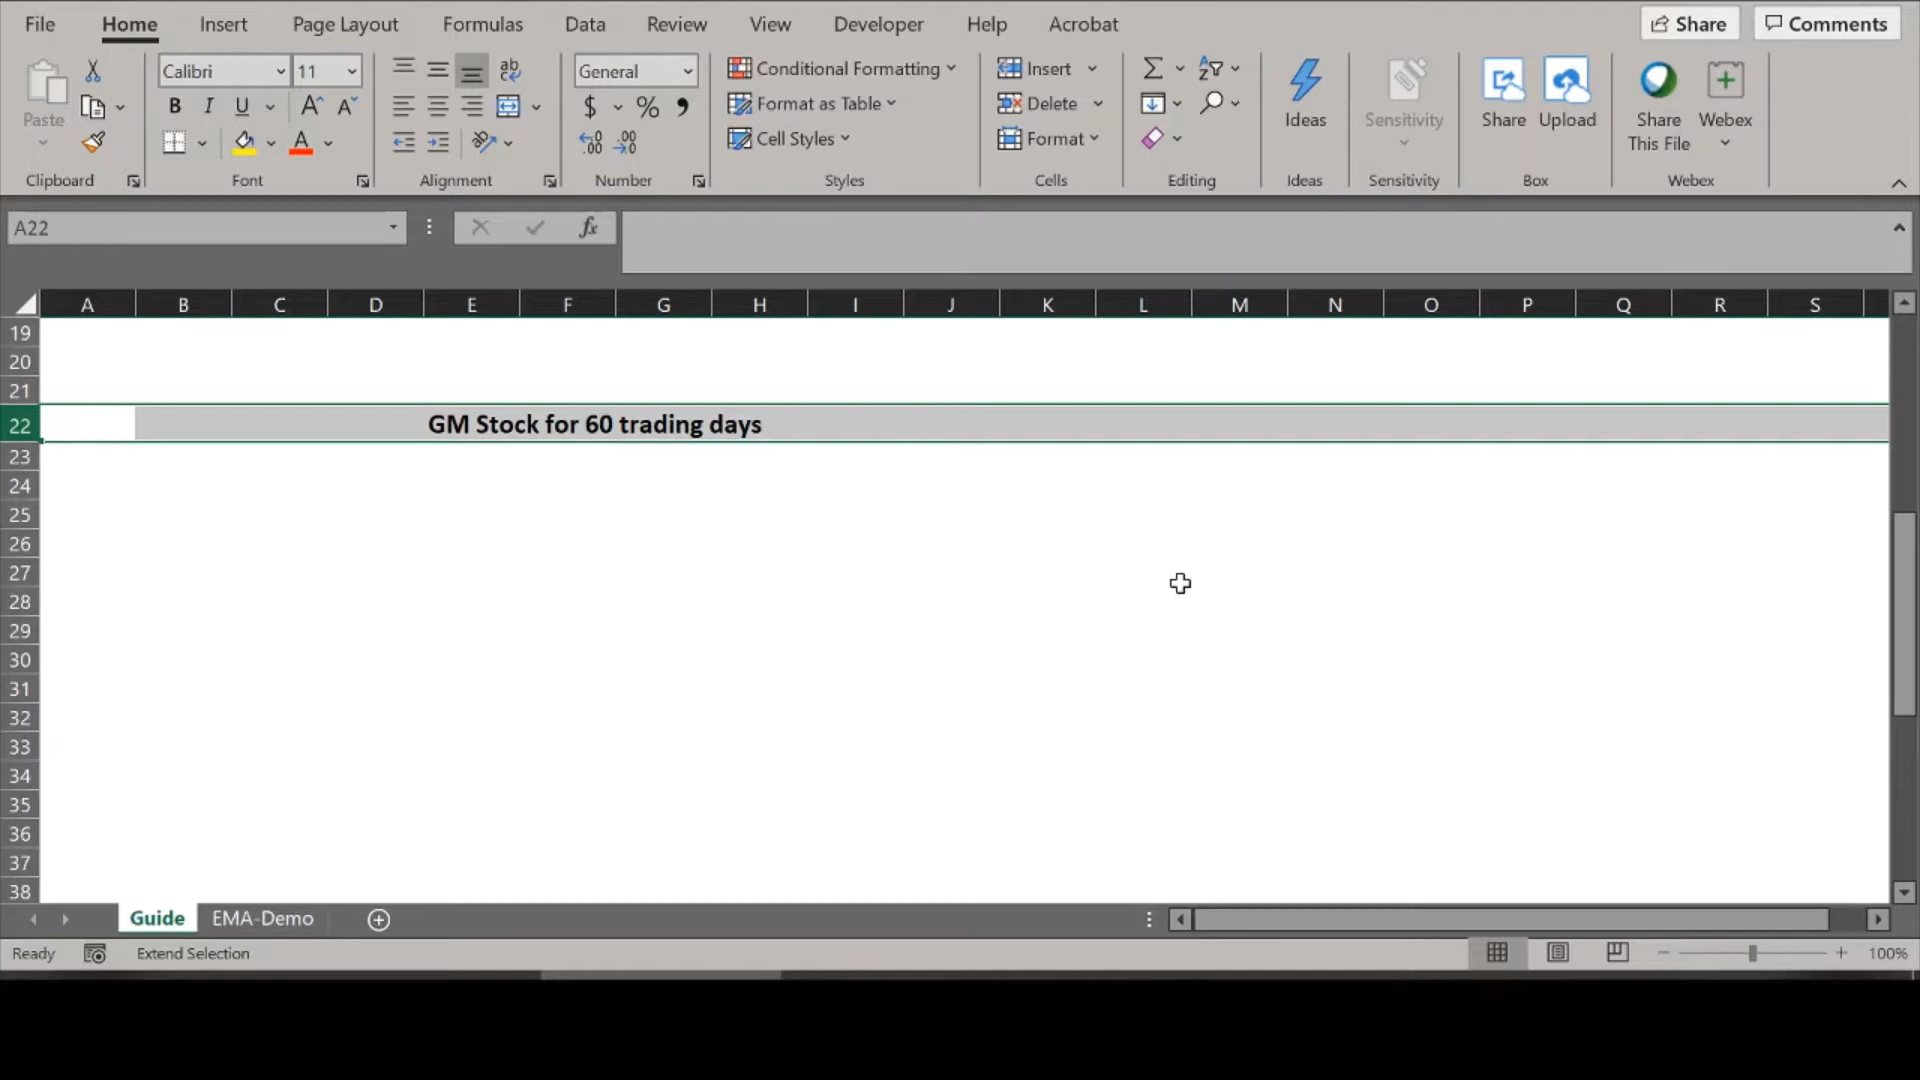 File Home Insert Page Layout Formulas Data Review View Developer Help Acrobat Share Comments
Calibri 11 General Conditional Formatting Insert
Paste B I U A A $ % Format as Table Delete Ideas Sensitivity Share Upload Share This File Webex
A Cell Styles Format
Clipboard Font Alignment Number Styles Cells Editing Ideas Sensitivity Box Webex
A22 fx
A B C D E F G H I J K L M N O P Q R S
19
20
21
22 GM Stock for 60 trading days
23
24
25
26
27
28
29
30
31
32
33
34
35
36
37
38
Guide EMA-Demo
Ready Extend Selection 100%